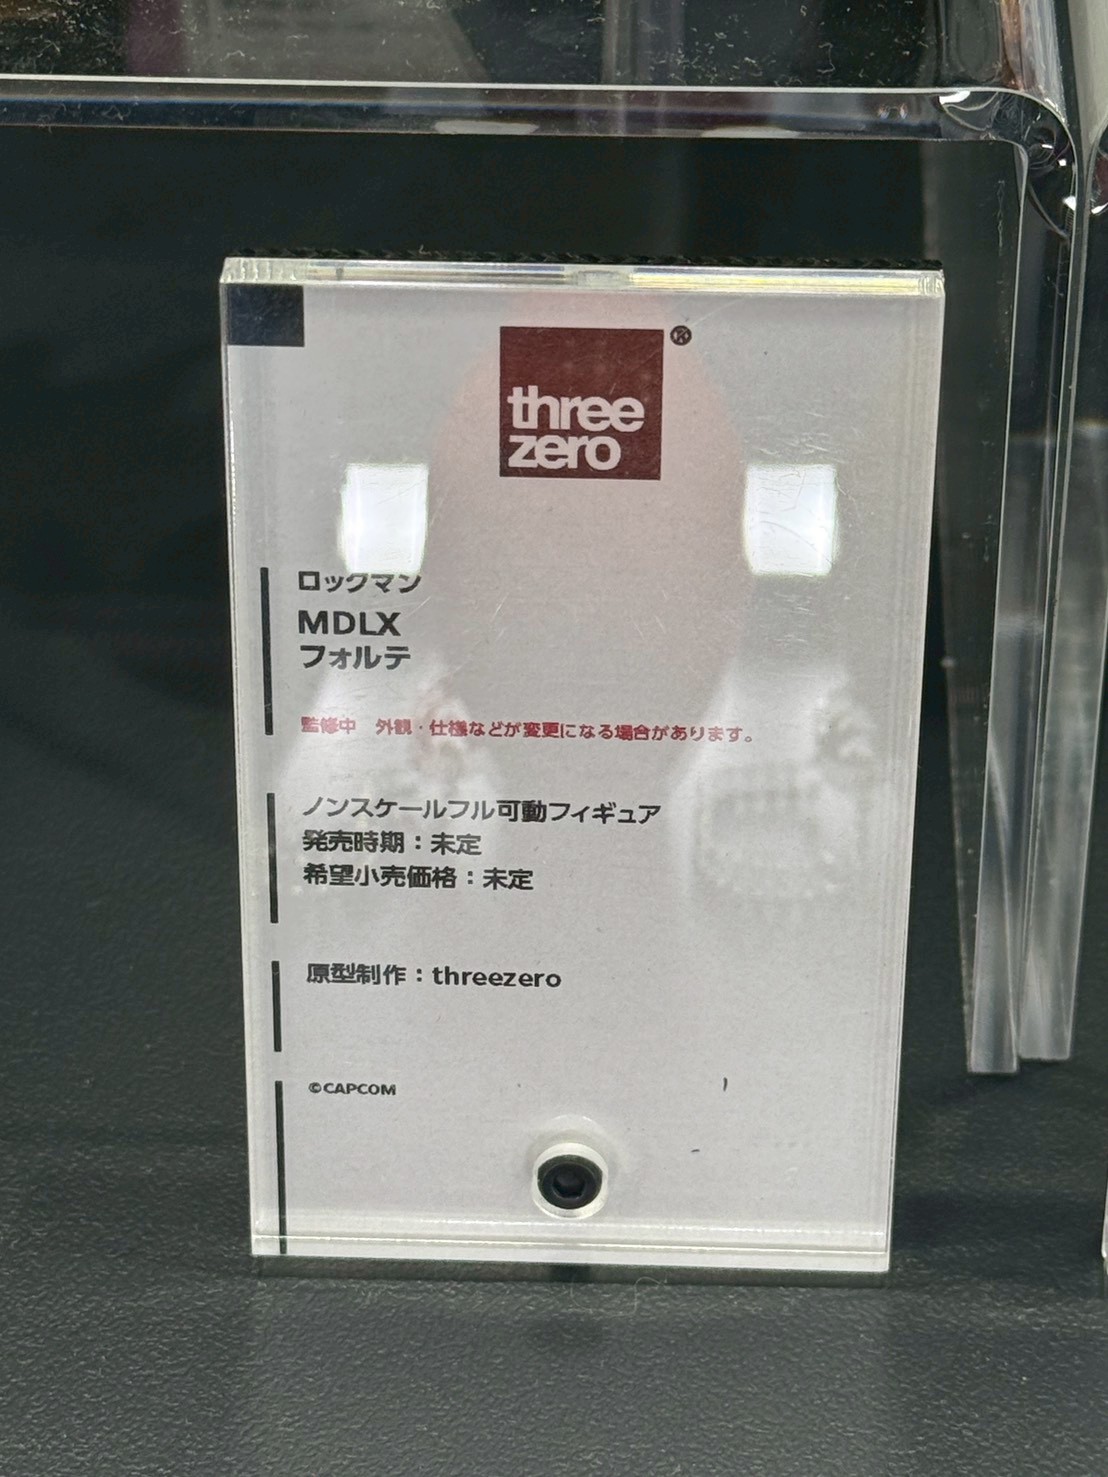 three
zero
®
ロックマン
MDLX
フォルテ
監修中　外観・仕様などが変更になる場合があります。
ノンスケールフル可動フィギュア
発売時期：未定
希望小売価格：未定
原型制作：threezero
©CAPCOM